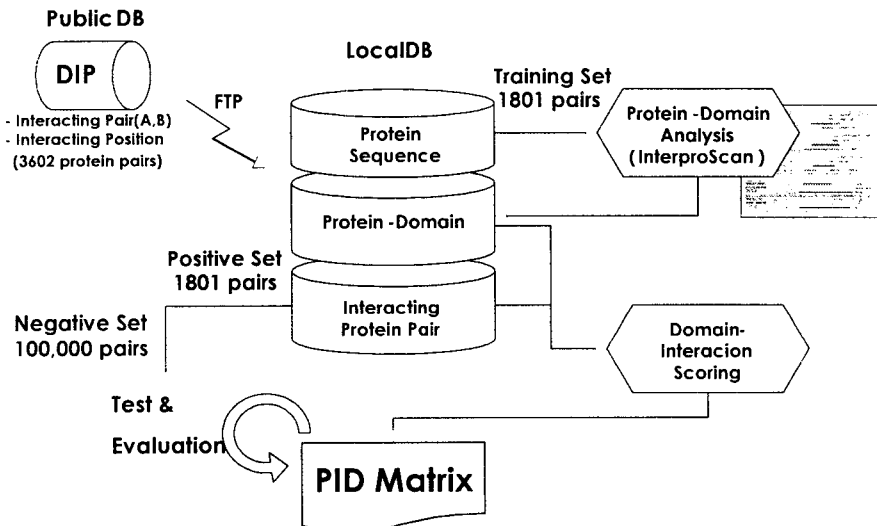 Public DB
DIP
- Interacting Pair(A,B)
- Interacting Position
(3602 protein pairs)
FTP
LocalDB
Protein
Sequence
Protein -Domain
Interacting
Protein Pair
Training Set
1801 pairs
Protein -Domain
Analysis
( InterproScan )
Positive Set
1801 pairs
Negative Set
100,000 pairs
Domain-
Interacion
Scoring
Test &
Evaluation
PID Matrix